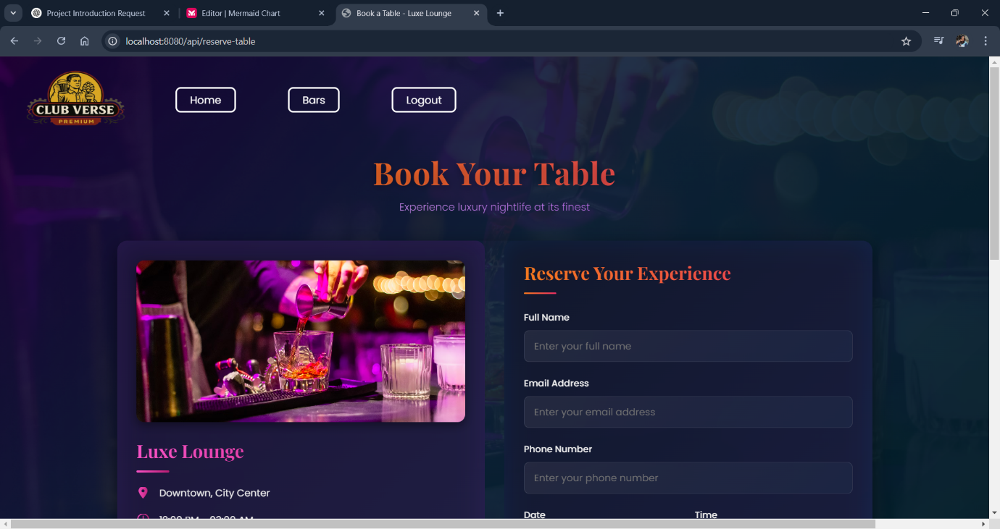 Project Introduction Request
Editor | Mermaid Chart
Book a Table - Luxe Lounge
localhost:8080/api/reserve-table
CLUB VERSE
PREMIUM
Home
Bars
Logout
Book Your Table
Experience luxury nightlife at its finest
Reserve Your Experience
Full Name
Enter your full name
Email Address
Enter your email address
Phone Number
Enter your phone number
Date
Time
Luxe Lounge
Downtown, City Center